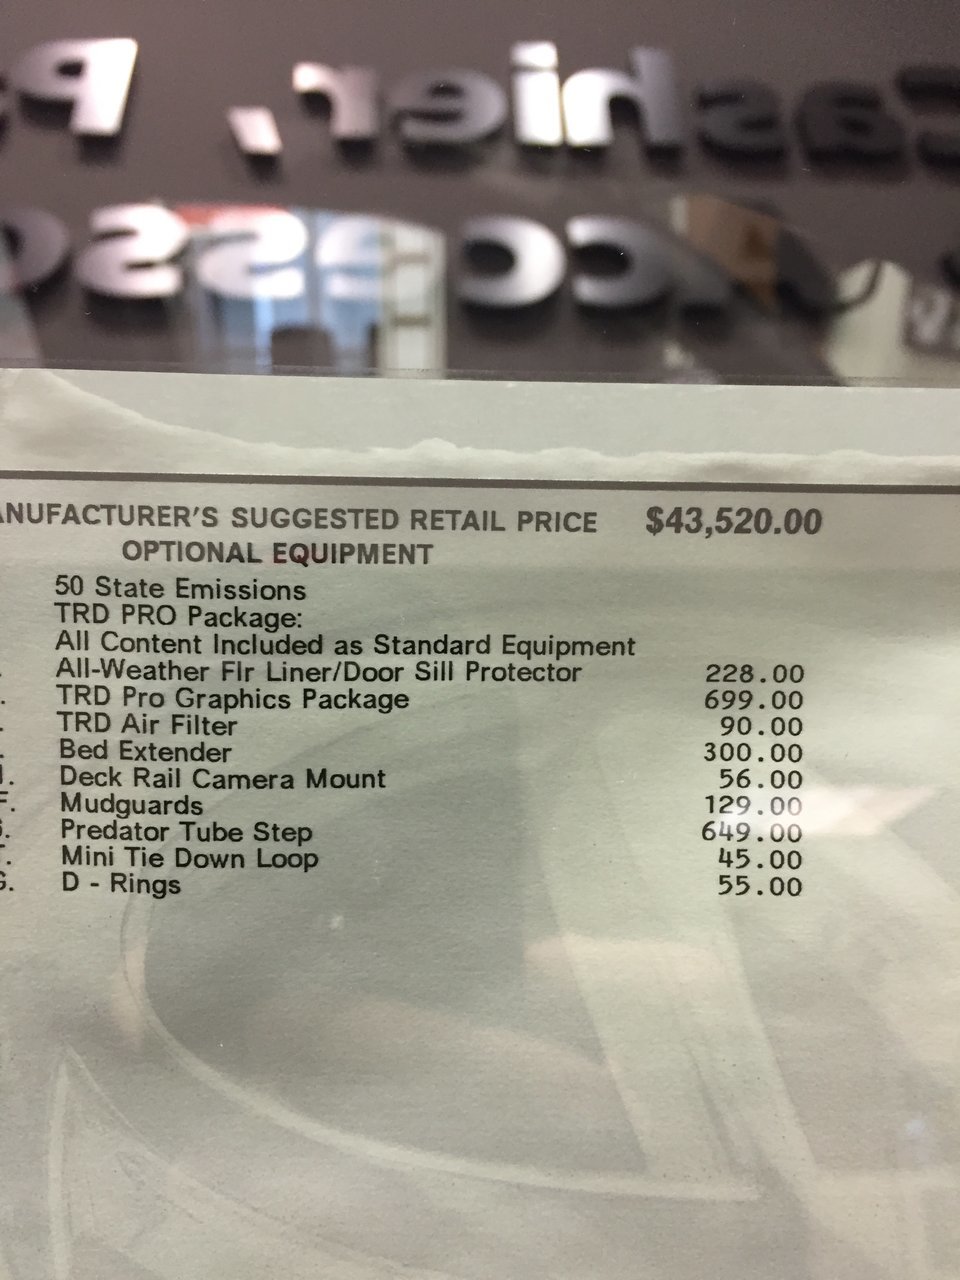 Cashier, P
Access
ANUFACTURER'S SUGGESTED RETAIL PRICE $43,520.00
OPTIONAL EQUIPMENT
50 State Emissions
TRD PRO Package:
All Content Included as Standard Equipment
All-Weather Flr Liner/Door Sill Protector 228.00
TRD Pro Graphics Package 699.00
TRD Air Filter 90.00
Bed Extender 300.00
Deck Rail Camera Mount 56.00
Mudguards 129.00
Predator Tube Step 649.00
Mini Tie Down Loop 45.00
D - Rings 55.00